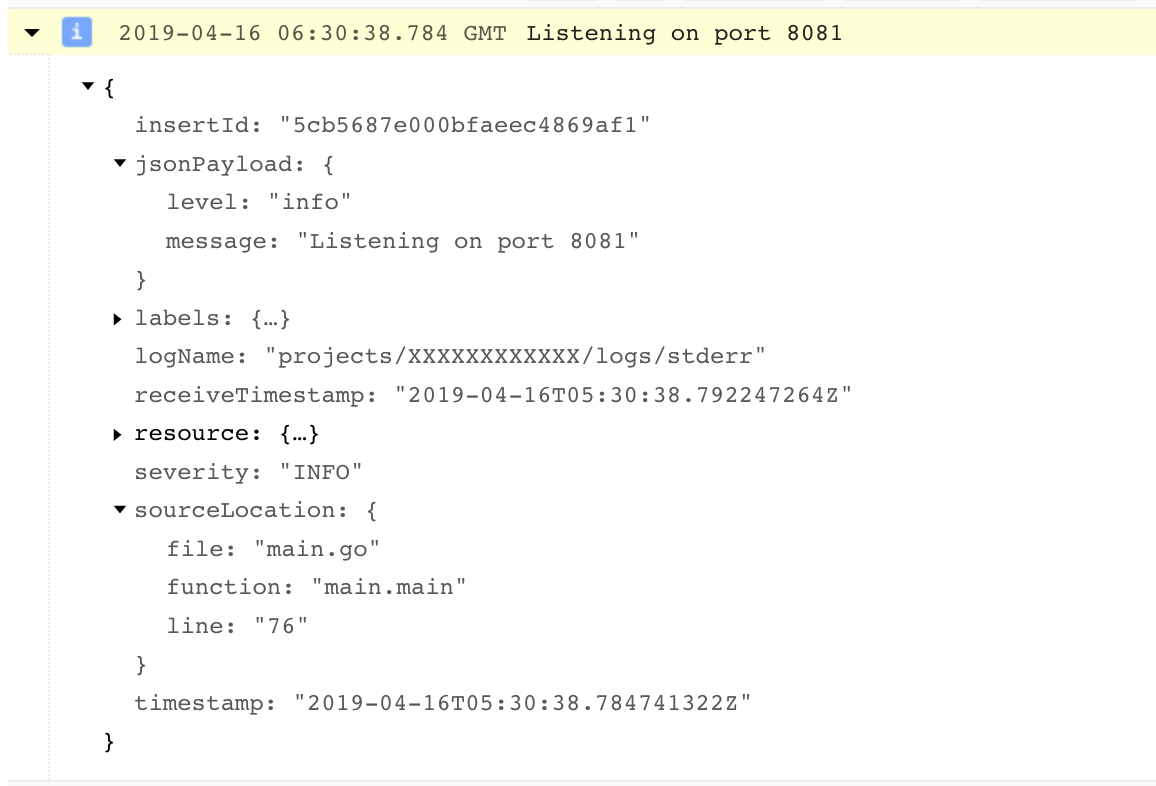 i 2019-04-16 06:30:38.784 GMT Listening on port 8081
{
insertId: "5cb5687e000bfaeec4869af1"
jsonPayload: {
level: "info"
message: "Listening on port 8081"
}
labels: {…}
logName: "projects/XXXXXXXXXXXX/logs/stderr"
receiveTimestamp: "2019-04-16T05:30:38.792247264Z"
resource: {…}
severity: "INFO"
sourceLocation: {
file: "main.go"
function: "main.main"
line: "76"
}
timestamp: "2019-04-16T05:30:38.784741322Z"
}